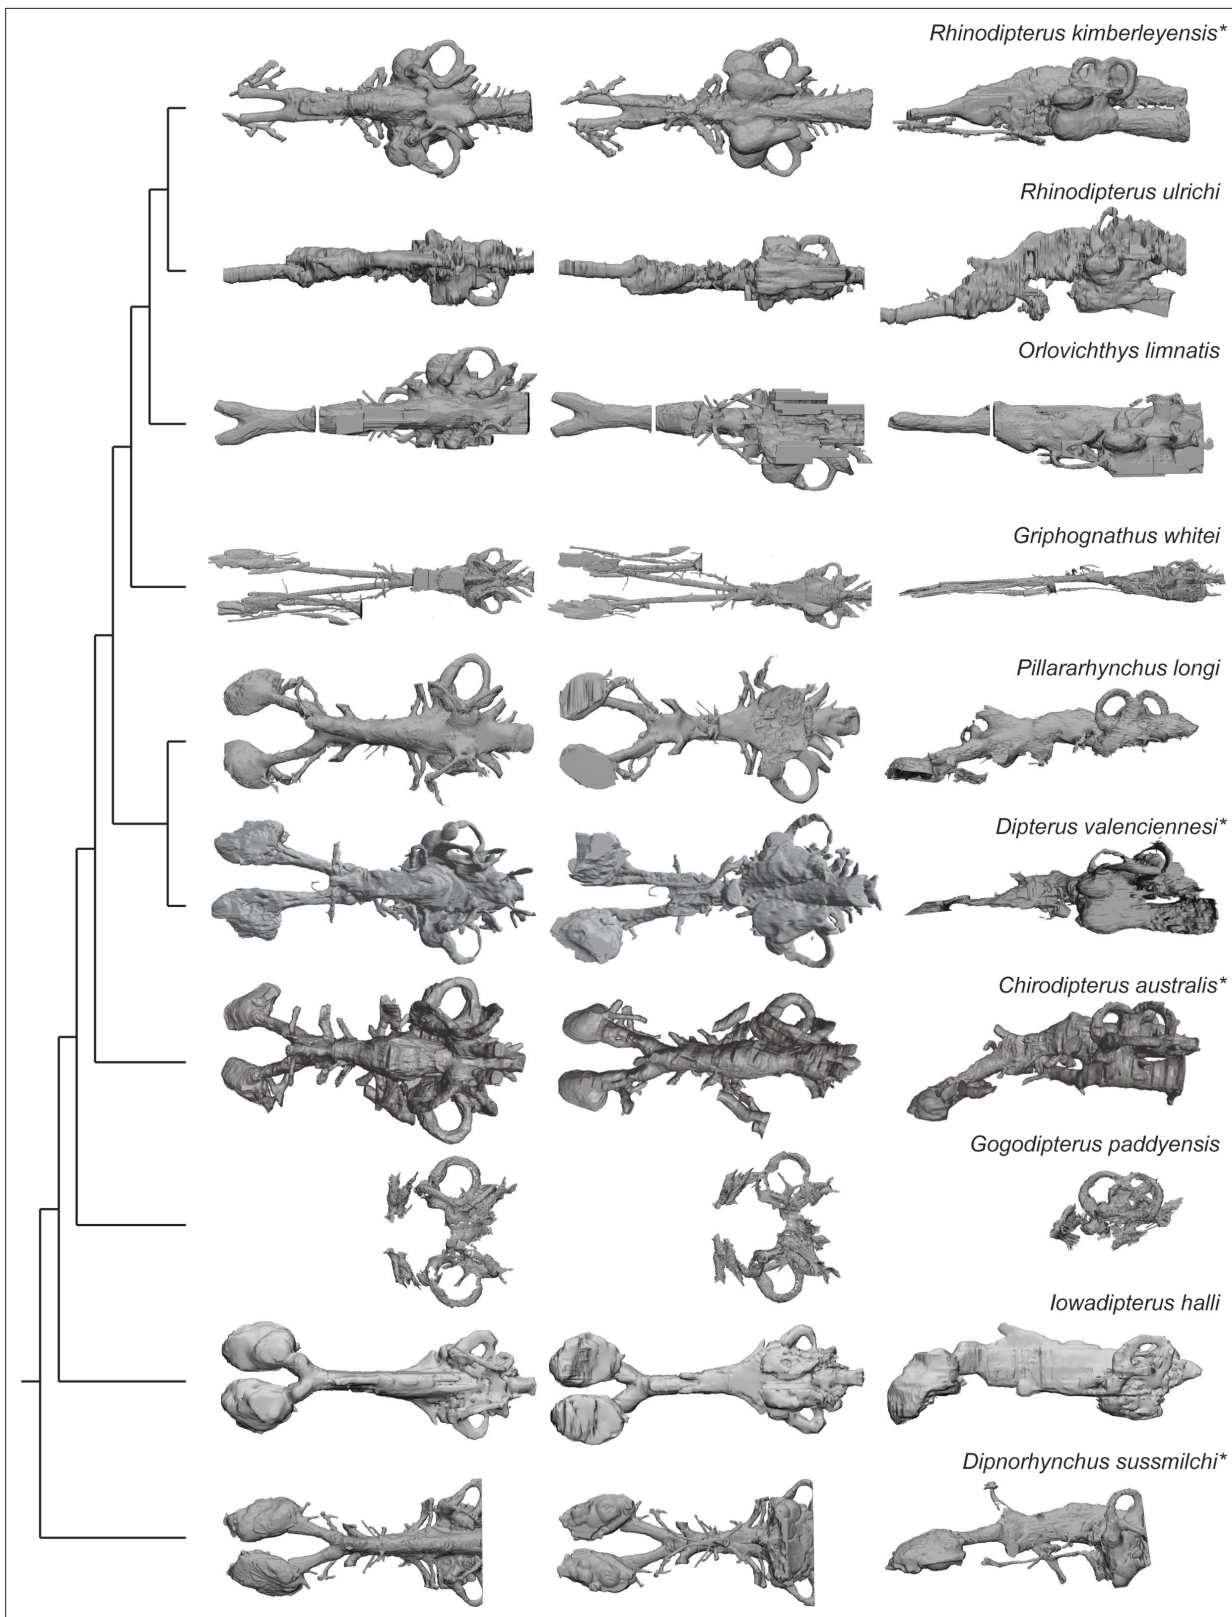 Rhinodipterus kimberleyensis*
Rhinodipterus ulrichi
Orlovichthys limnatis
Griphognathus whitei
Pillararhynchus longi
Dipterus valenciennesi*
Chirodipterus australis*
Gogodipterus paddyensis
Iowadipterus halli
Dipnorhynchus sussmilchi*